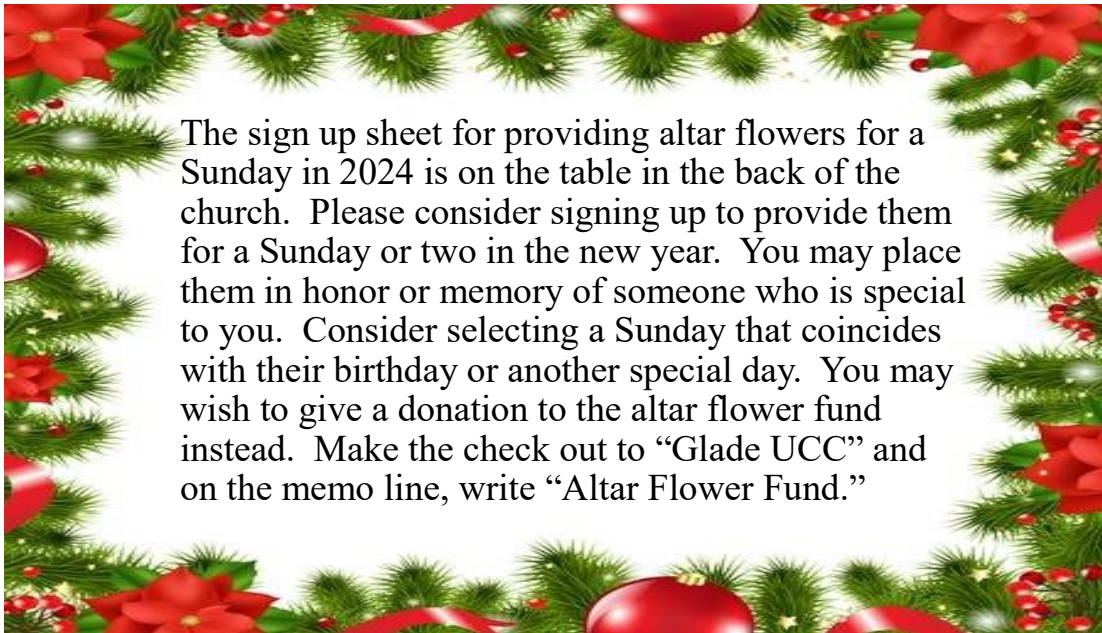 The sign up sheet for providing altar flowers for a
Sunday in 2024 is on the table in the back of the
church.  Please consider signing up to provide them
for a Sunday or two in the new year.  You may place
them in honor or memory of someone who is special
to you.  Consider selecting a Sunday that coincides
with their birthday or another special day.  You may
wish to give a donation to the altar flower fund
instead.  Make the check out to “Glade UCC” and
on the memo line, write “Altar Flower Fund.”